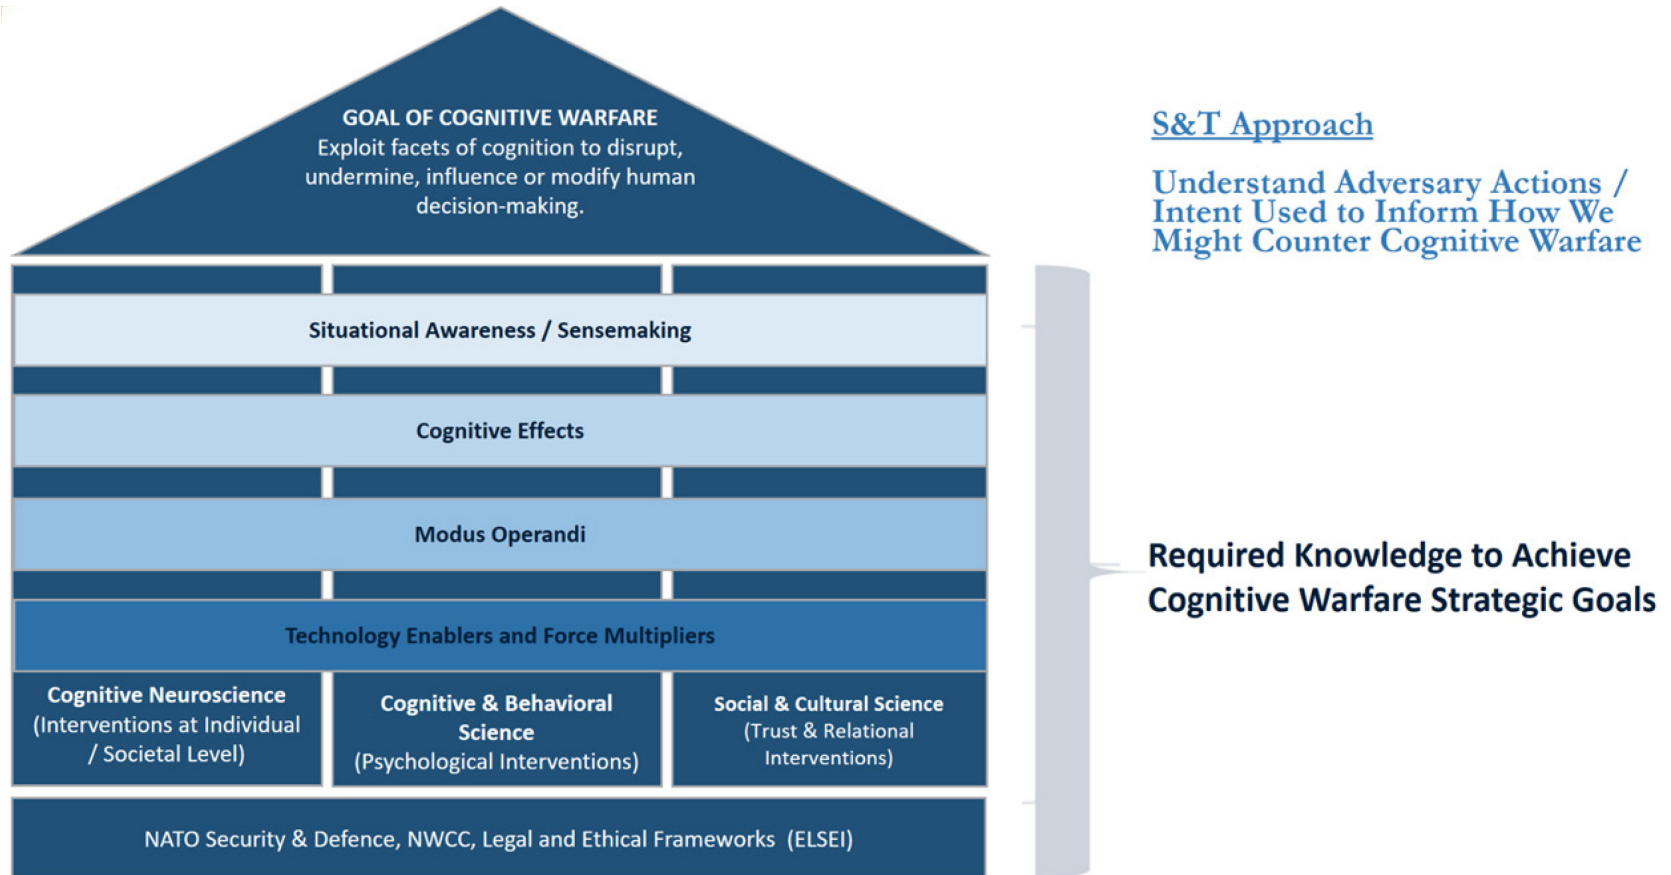 GOAL OF COGNITIVE WARFARE
Exploit facets of cognition to disrupt,
undermine, influence or modify human
decision-making.
S&T Approach
Understand Adversary Actions /
Intent Used to Inform How We
Might Counter Cognitive Warfare
Situational Awareness / Sensemaking
Cognitive Effects
Modus Operandi
Technology Enablers and Force Multipliers
Required Knowledge to Achieve
Cognitive Warfare Strategic Goals
Cognitive Neuroscience
(Interventions at Individual
/ Societal Level)
Cognitive & Behavioral
Science
(Psychological Interventions)
Social & Cultural Science
(Trust & Relational
Interventions)
NATO Security & Defence, NWCC, Legal and Ethical Frameworks (ELSEI)